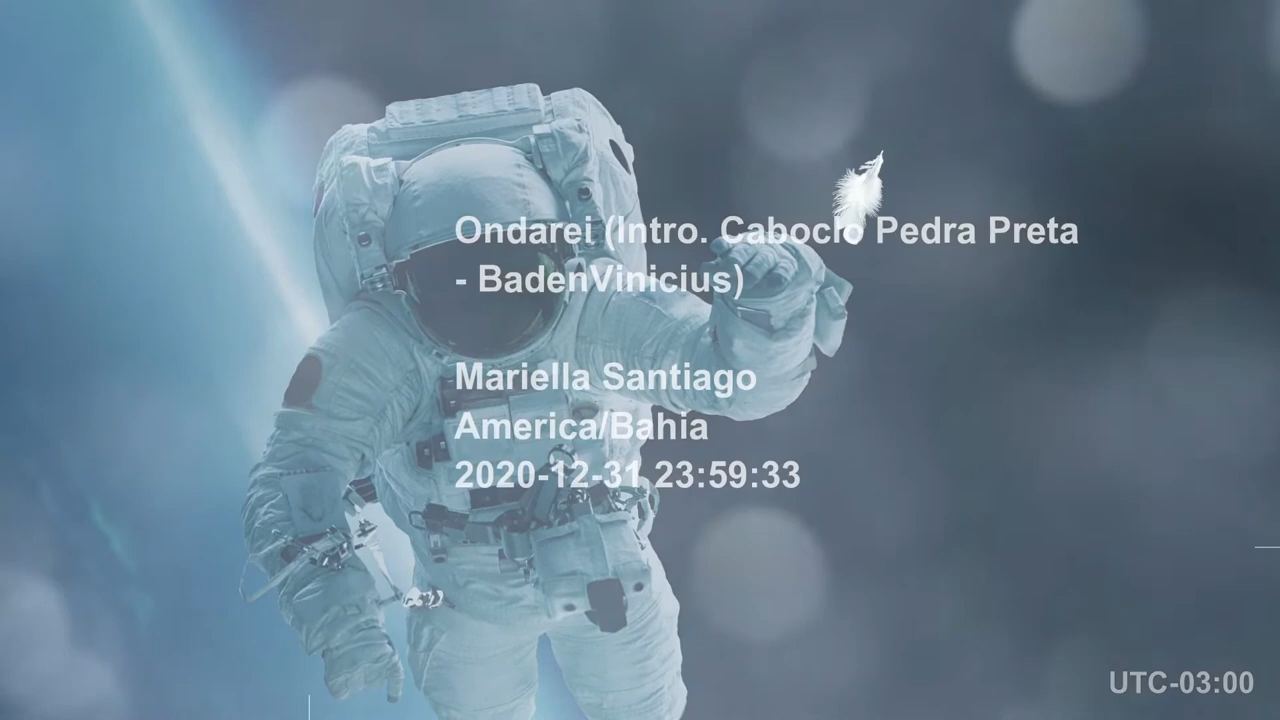 Ondarei (Intro. Caboclo Pedra Preta
- BadenVinicius)
Mariella Santiago
America/Bahia
2020-12-31 23:59:33
UTC-03:00